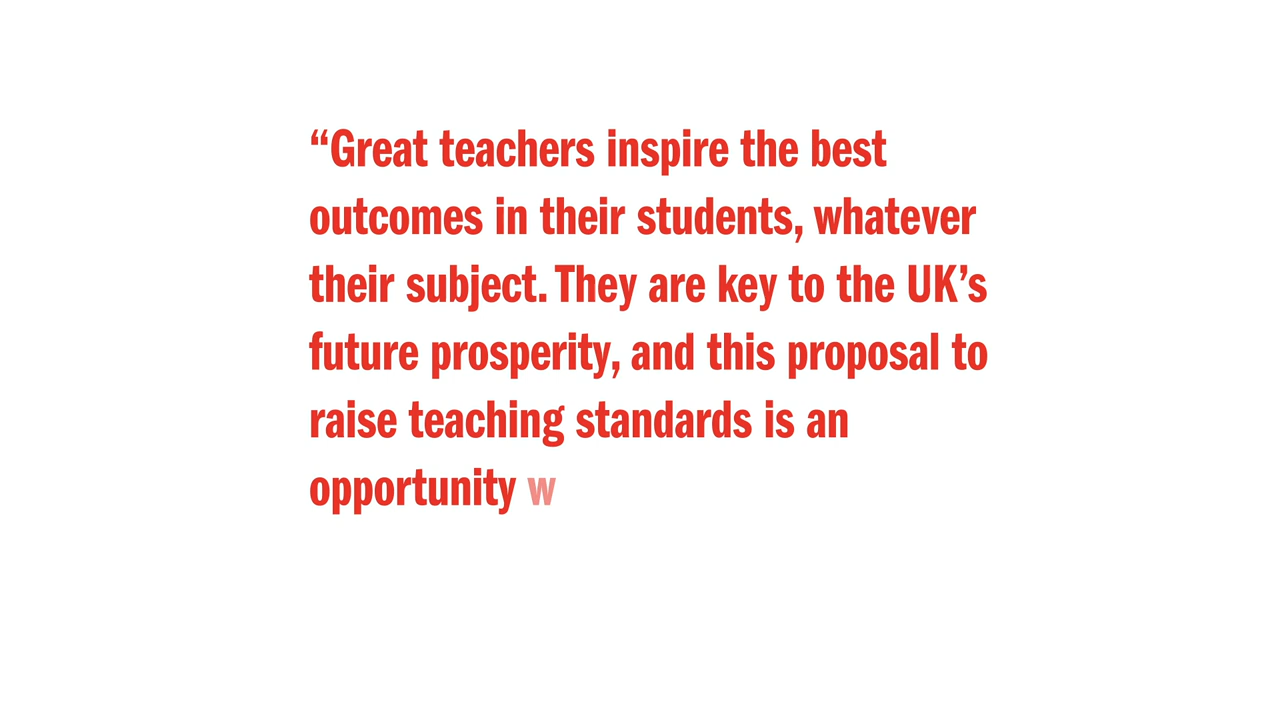 “Great teachers inspire the best
outcomes in their students, whatever
their subject. They are key to the UK’s
future prosperity, and this proposal to
raise teaching standards is an
opportunity w